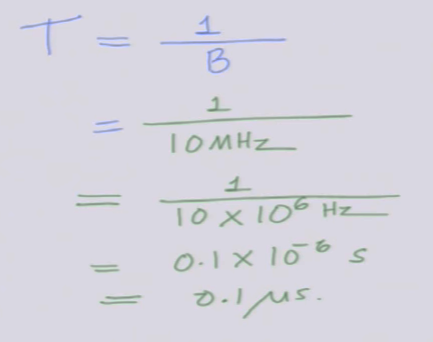 T = 1/B
= 1/10MHz
= 1/10 × 10⁶ Hz
= 0.1 × 10⁻⁶ s
= 0.1 μs.